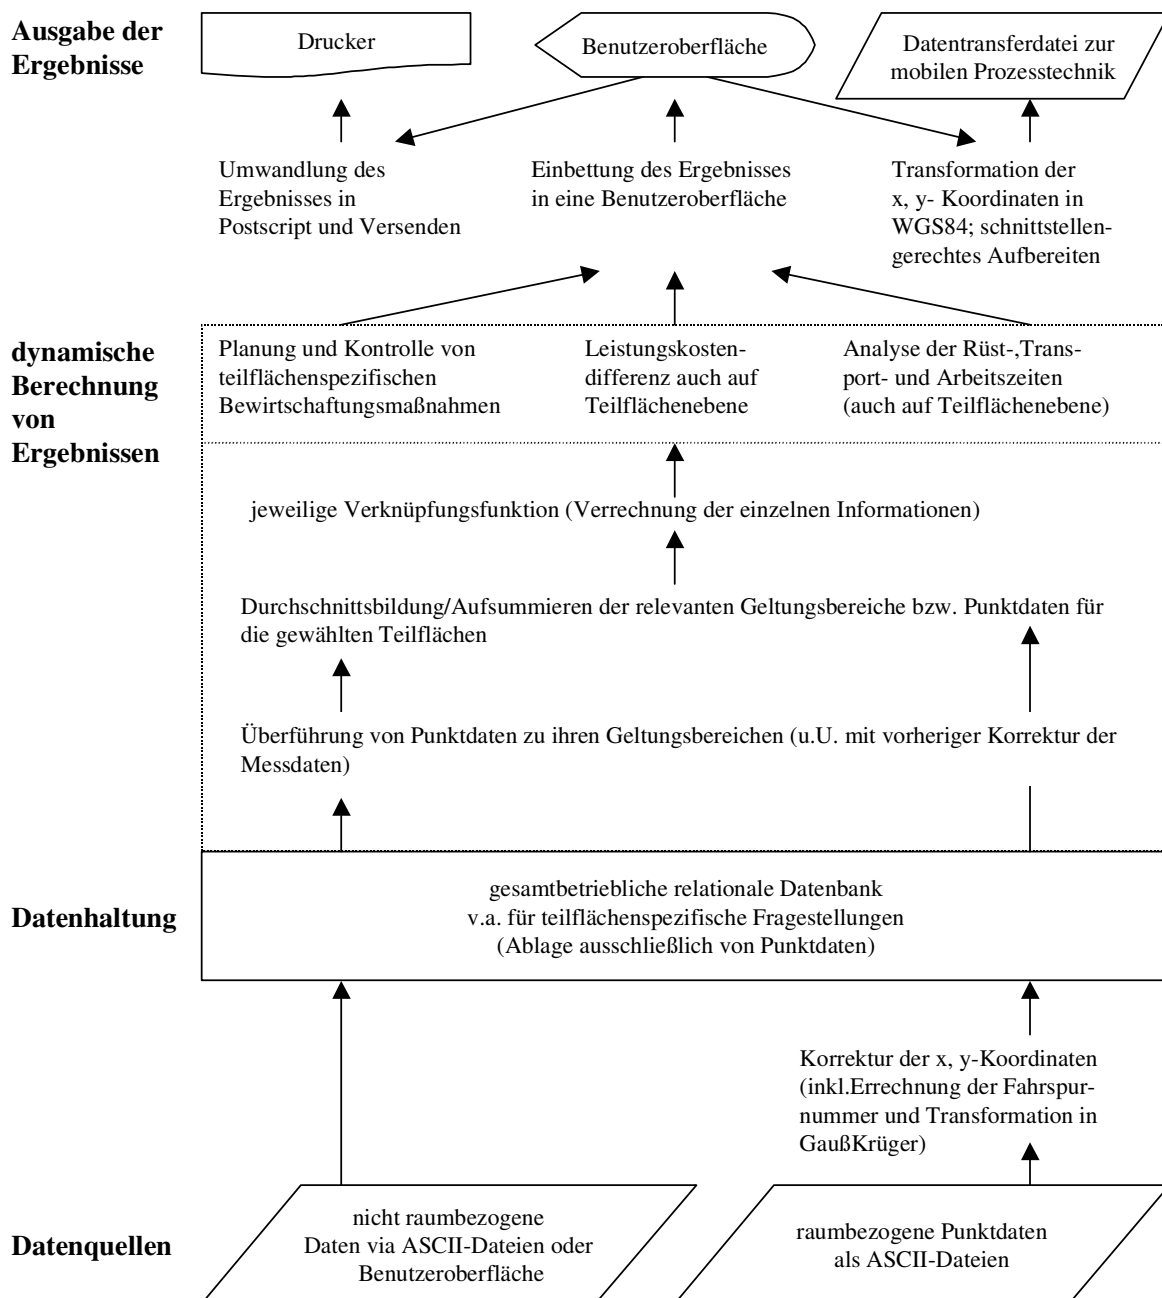 Ausgabe der
Ergebnisse
Drucker
Benutzeroberfläche
Datentransferdatei zur
mobilen Prozesstechnik
Umwandlung des
Ergebnisses in
Postscript und Versenden
Einbettung des Ergebnisses
in eine Benutzeroberfläche
Transformation der
x, y- Koordinaten in
WGS84; schnittstellen-
gerechtes Aufbereiten
dynamische
Berechnung
von
Ergebnissen
Planung und Kontrolle von
teilflächenspezifischen
Bewirtschaftungsmaßnahmen
Leistungskosten-
differenz auch auf
Teilflächenebene
Analyse der Rüst-,Trans-
port- und Arbeitszeiten
(auch auf Teilflächenebene)
jeweilige Verknüpfungsfunktion (Verrechnung der einzelnen Informationen)
Durchschnittsbildung/Aufsummieren der relevanten Geltungsbereiche bzw. Punktdaten für
die gewählten Teilflächen
Überführung von Punktdaten zu ihren Geltungsbereichen (u.U. mit vorheriger Korrektur der
Messdaten)
Datenhaltung
gesamtbetriebliche relationale Datenbank
v.a. für teilflächenspezifische Fragestellungen
(Ablage ausschließlich von Punktdaten)
Korrektur der x, y-Koordinaten
(inkl.Errechnung der Fahrspur-
nummer und Transformation in
GaußKrüger)
Datenquellen
nicht raumbezogene
Daten via ASCII-Dateien oder
Benutzeroberfläche
raumbezogene Punktdaten
als ASCII-Dateien